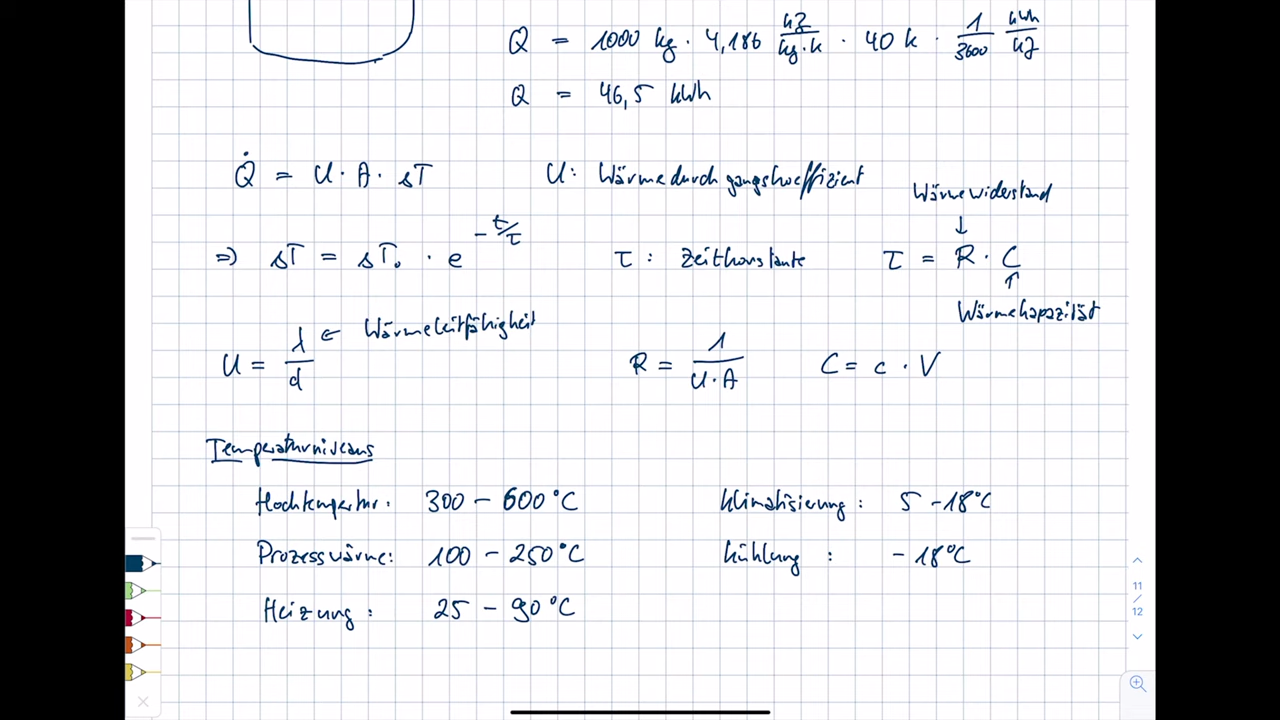 Q = 1000 kg · 4,186 kJ/kg·K · 40 K · 1/3600 kWh/kJ
Q = 46,5 kWh
Q̇ = U · A · ΔT U: Wärmedurchgangskoeffizient
Wärmewiderstand
↓
=> ΔT = ΔT₀ · e^(-t/τ) τ : Zeitkonstante τ = R · C
↑
Wärmekapazität
U = λ/d ← Wärmeleitfähigkeit R = 1/(U·A) C = c · V
Temperaturniveaus
Hochtemperatur: 300 – 600 °C Klimatisierung : 5 – 18 °C
Prozesswärme: 100 – 250 °C Kühlung : – 18 °C
Heizung : 25 – 90 °C
11
/
12